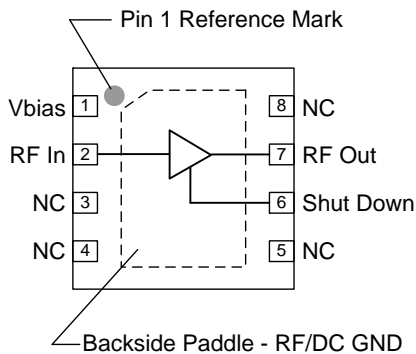 Pin 1 Reference Mark
Vbias 1 8 NC
RF In 2 7 RF Out
NC 3 6 Shut Down
NC 4 5 NC
Backside Paddle - RF/DC GND